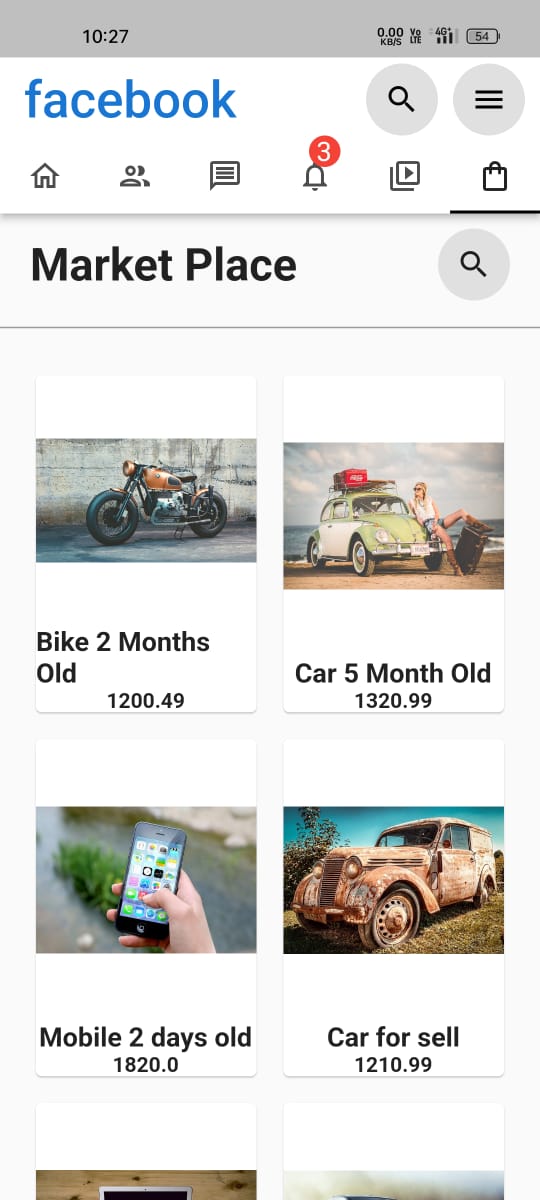 10:27
0.00 KB/S Vo LTE 4G+ 54
facebook
3
Market Place
Bike 2 Months
Old
1200.49
Car 5 Month Old
1320.99
Mobile 2 days old
1820.0
Car for sell
1210.99